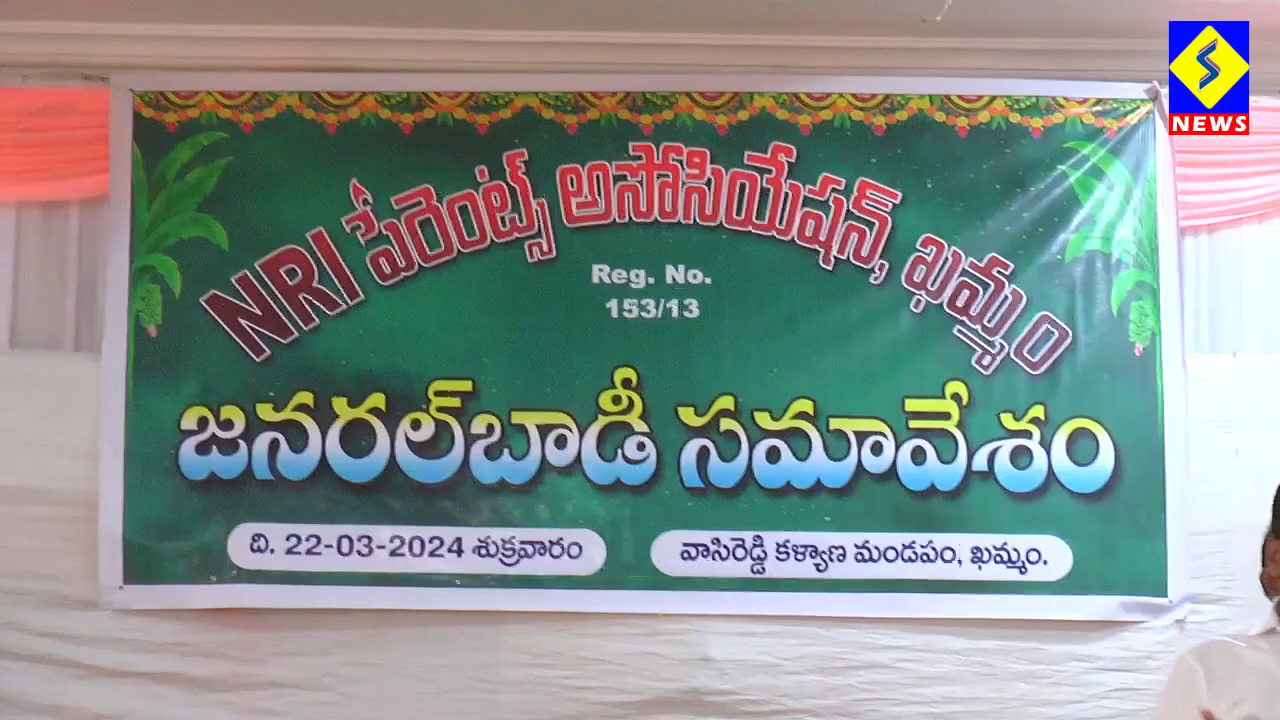 NEWS
NRI పేరెంట్స్ అసోసియేషన్, ఖమ్మం
Reg. No.
153/13
జనరల్‌బాడీ సమావేశం
ది. 22-03-2024 శుక్రవారం
వాసిరెడ్డి కళ్యాణ మండపం, ఖమ్మం.